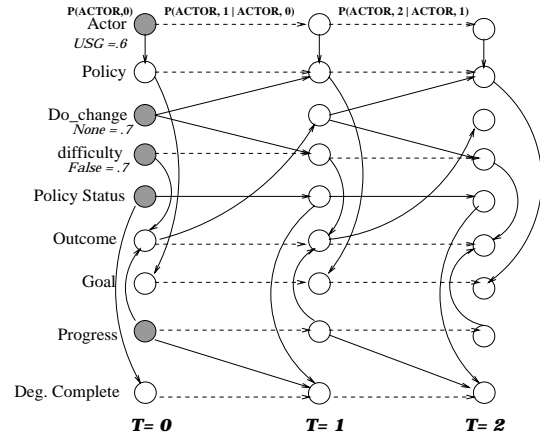 P(ACTOR,0) P(ACTOR, 1 | ACTOR, 0) P(ACTOR, 2 | ACTOR, 1)
Actor
USG =.6
Policy
Do_change
None = .7
difficulty
False = .7
Policy Status
Outcome
Goal
Progress
Deg. Complete
T= 0 T= 1 T= 2